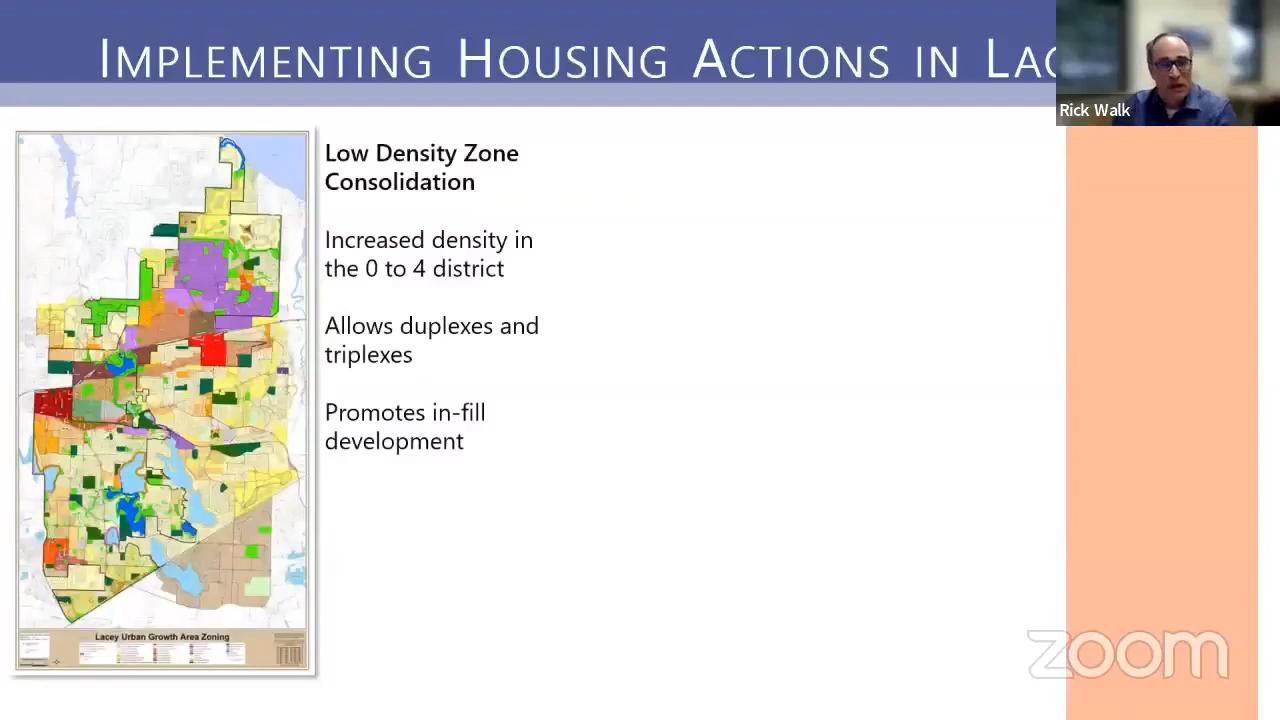 IMPLEMENTING HOUSING ACTIONS IN LAC
Rick Walk
Low Density Zone
Consolidation
Increased density in
the 0 to 4 district
Allows duplexes and
triplexes
Promotes in-fill
development
Lacey Urban Growth Area Zoning
zoom